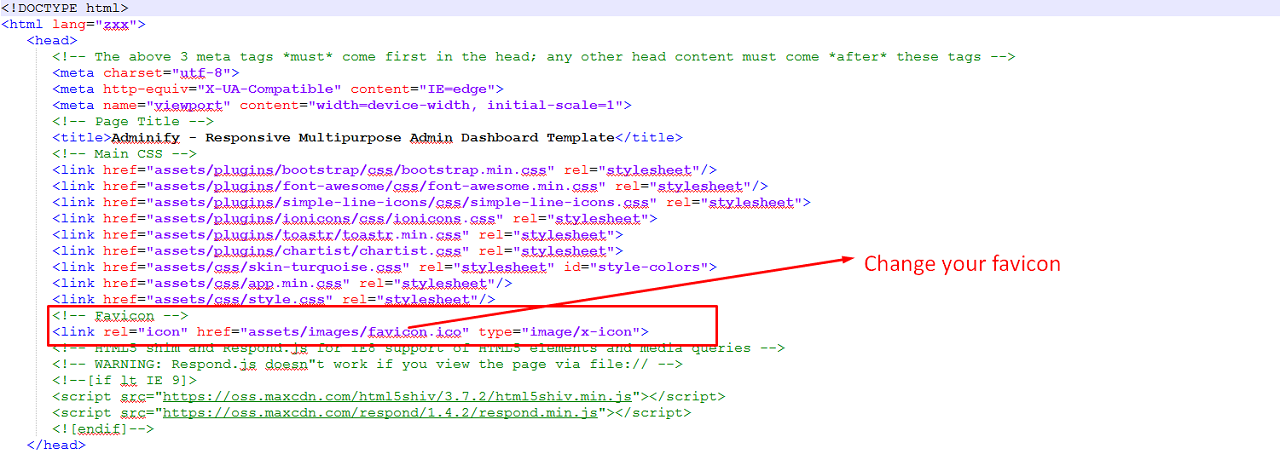 <!DOCTYPE html>
<html lang="zxx">
<head>
<!-- The above 3 meta tags *must* come first in the head; any other head content must come *after* these tags -->
<meta charset="utf-8">
<meta http-equiv="X-UA-Compatible" content="IE=edge">
<meta name="viewport" content="width=device-width, initial-scale=1">
<!-- Page Title -->
<title>Adminify - Responsive Multipurpose Admin Dashboard Template</title>
<!-- Main CSS -->
<link href="assets/plugins/bootstrap/css/bootstrap.min.css" rel="stylesheet"/>
<link href="assets/plugins/font-awesome/css/font-awesome.min.css" rel="stylesheet"/>
<link href="assets/plugins/simple-line-icons/css/simple-line-icons.css" rel="stylesheet">
<link href="assets/plugins/ionicons/css/ionicons.css" rel="stylesheet">
<link href="assets/plugins/toastr/toastr.min.css" rel="stylesheet">
<link href="assets/plugins/chartist/chartist.css" rel="stylesheet">
<link href="assets/css/skin-turquoise.css" rel="stylesheet" id="style-colors">
Change your favicon
<link href="assets/css/app.min.css" rel="stylesheet"/>
<link href="assets/css/style.css" rel="stylesheet"/>
<!-- Favicon -->
<link rel="icon" href="assets/images/favicon.ico" type="image/x-icon">
<!-- HTML5 shim and Respond.js for IE8 support of HTML5 elements and media queries -->
<!-- WARNING: Respond.js doesn"t work if you view the page via file:// -->
<!--[if lt IE 9]>
<script src="https://oss.maxcdn.com/html5shiv/3.7.2/html5shiv.min.js"></script>
<script src="https://oss.maxcdn.com/respond/1.4.2/respond.min.js"></script>
<![endif]-->
</head>